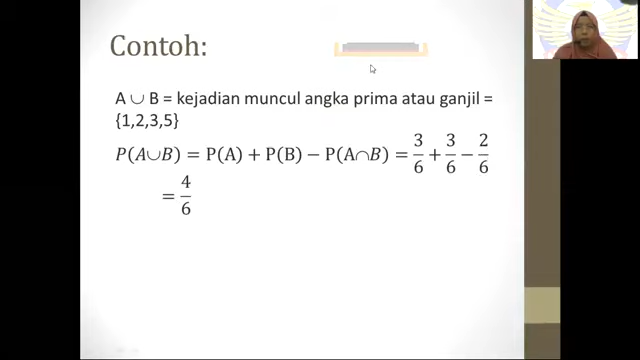 Contoh:
A ∪ B = kejadian muncul angka prima atau ganjil =
{1,2,3,5}
P(A∪B) = P(A) + P(B) − P(A∩B) = 3/6 + 3/6 − 2/6
= 4/6